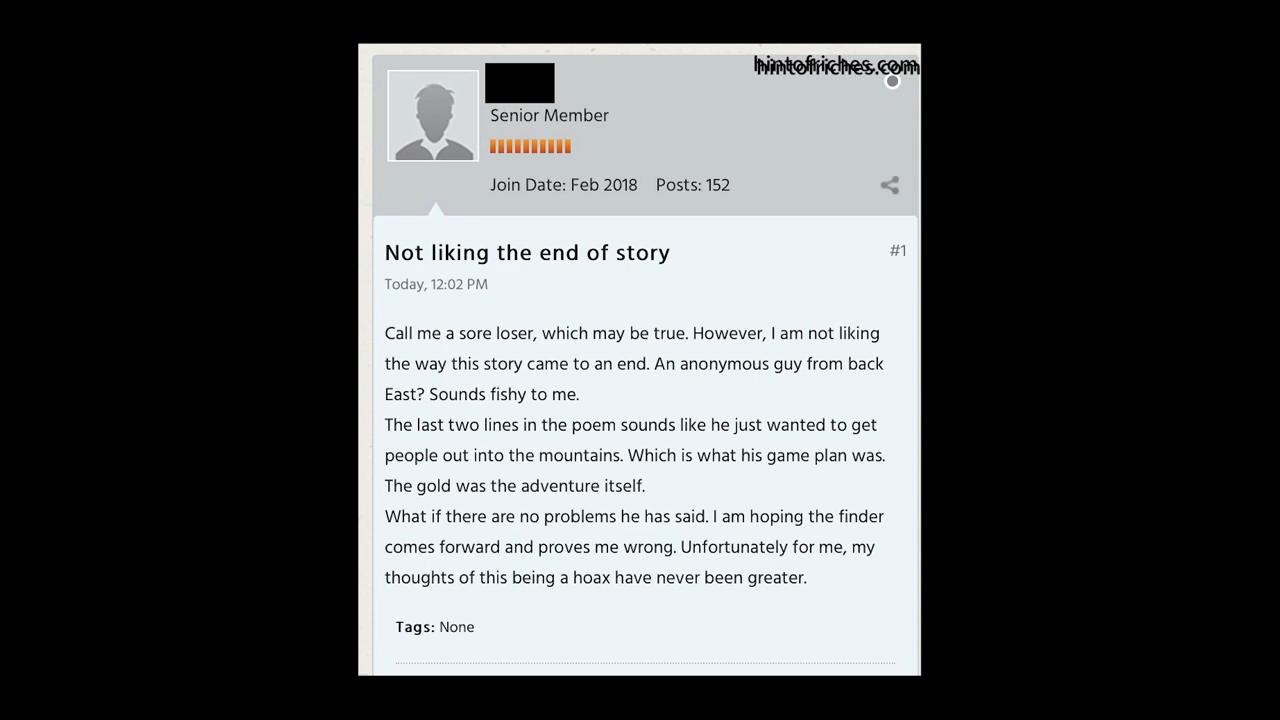 hintofriches.com
hintofriches.com
Senior Member
Join Date: Feb 2018 Posts: 152
Not liking the end of story #1
Today, 12:02 PM
Call me a sore loser, which may be true. However, I am not liking
the way this story came to an end. An anonymous guy from back
East? Sounds fishy to me.
The last two lines in the poem sounds like he just wanted to get
people out into the mountains. Which is what his game plan was.
The gold was the adventure itself.
What if there are no problems he has said. I am hoping the finder
comes forward and proves me wrong. Unfortunately for me, my
thoughts of this being a hoax have never been greater.
Tags: None